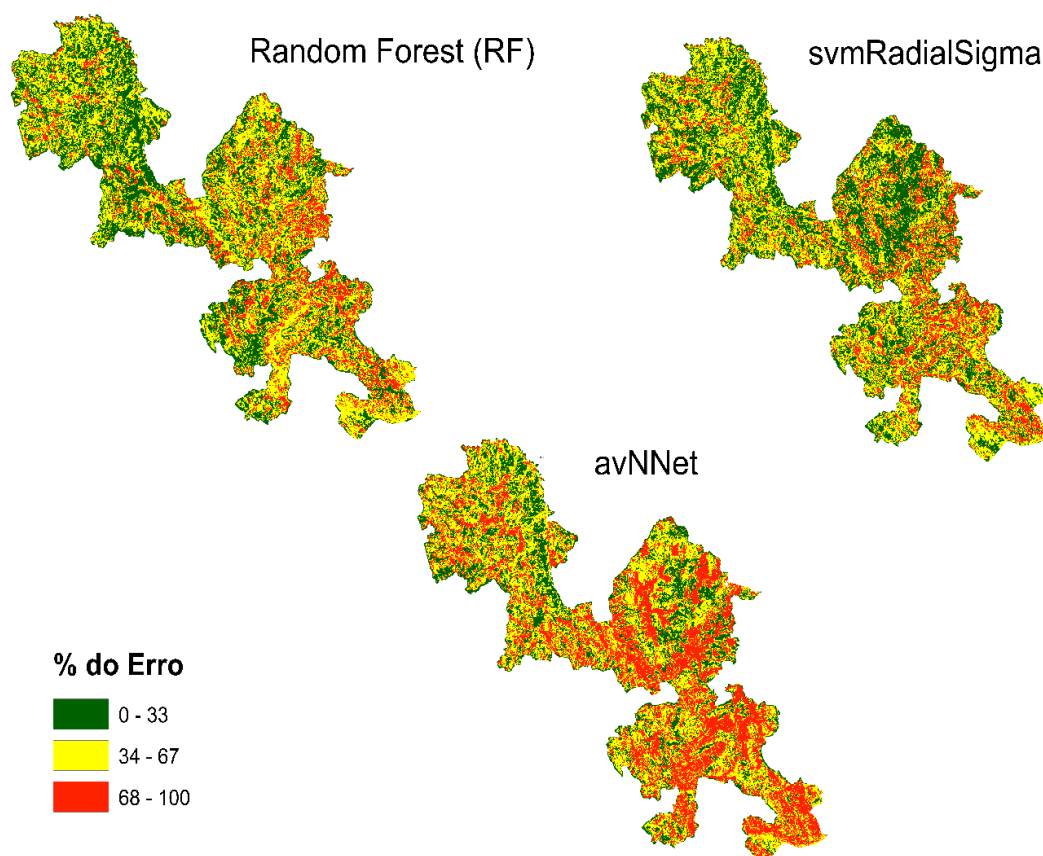 Random Forest (RF)
svmRadialSigma
avNNet
% do Erro
0 - 33
34 - 67
68 - 100